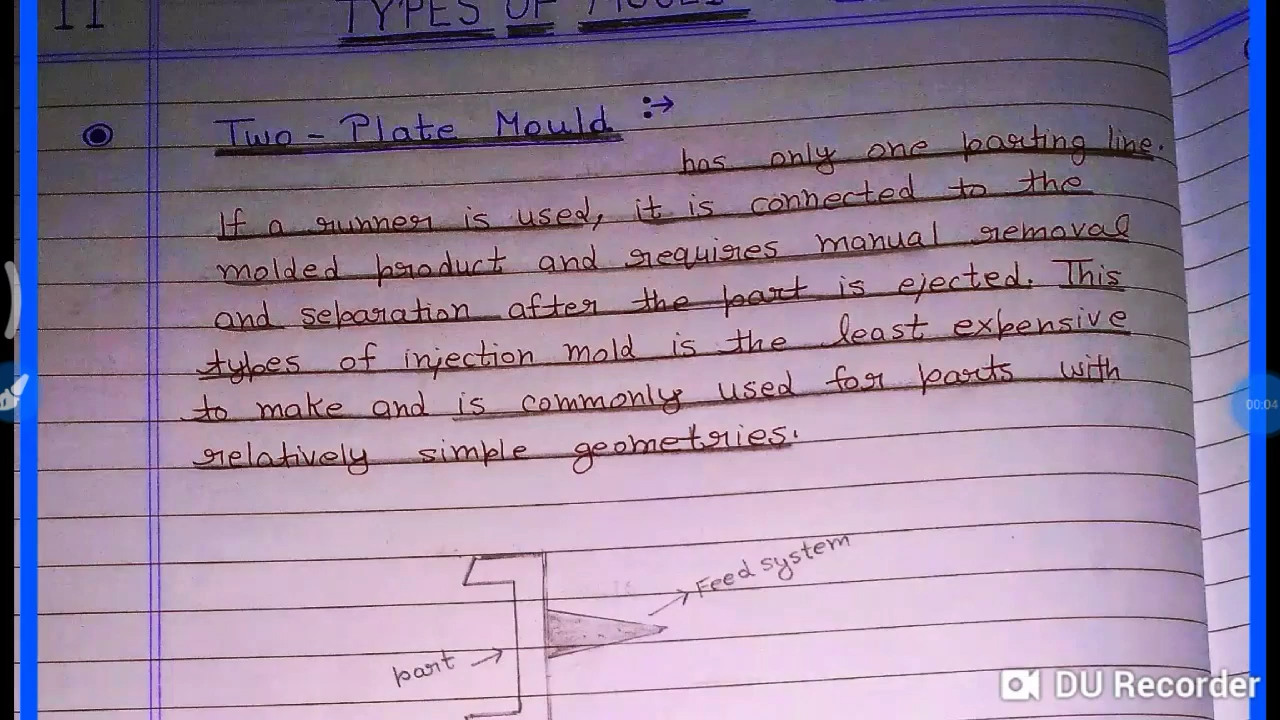 II
TYPES OF MOULD
Two - Plate Mould :→
has only one parting line.
If a runner is used, it is connected to the
molded product and requires manual removal
and separation after the part is ejected. This
types of injection mold is the least expensive
to make and is commonly used for parts with
relatively simple geometries.
→ Feed system
part →
00:04
DU Recorder